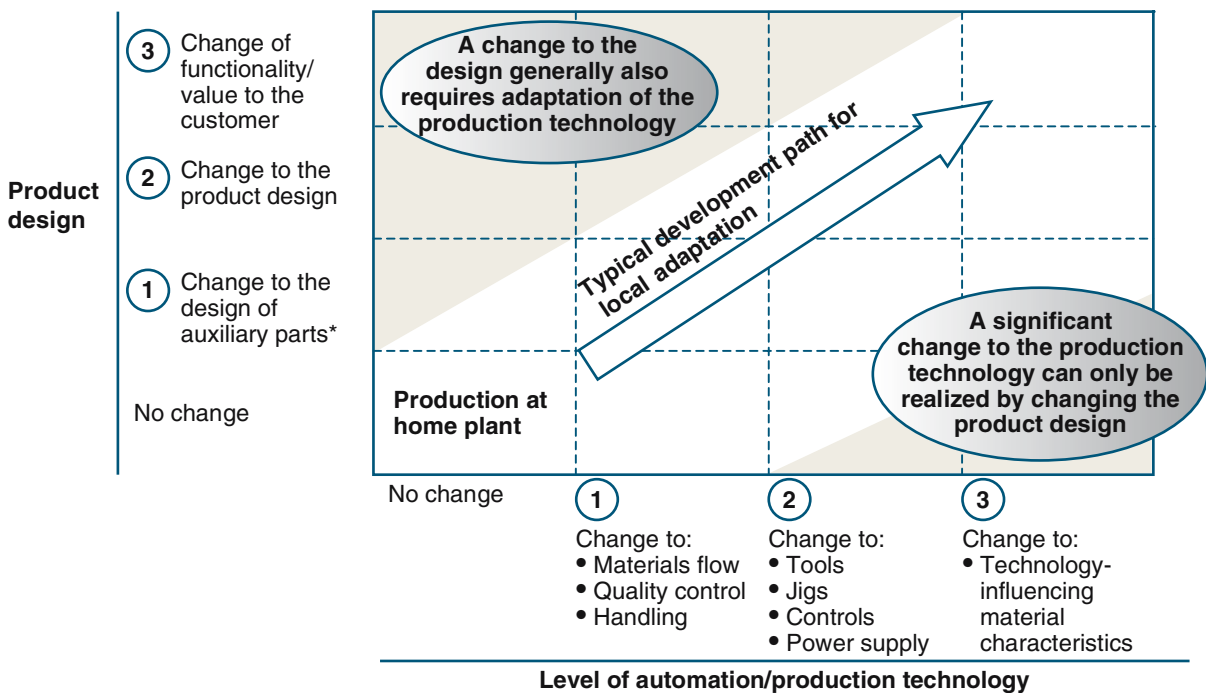 Product
design
3
Change of
functionality/
value to the
customer
2
Change to the
product design
1
Change to the
design of
auxiliary parts*
No change
A change to the
design generally also
requires adaptation of the
production technology
Typical development path for
local adaptation
A significant
change to the production
technology can only be
realized by changing the
product design
Production at
home plant
No change
1
Change to:
• Materials flow
• Quality control
• Handling
2
Change to:
• Tools
• Jigs
• Controls
• Power supply
3
Change to:
• Technology-
influencing
material
characteristics
Level of automation/production technology